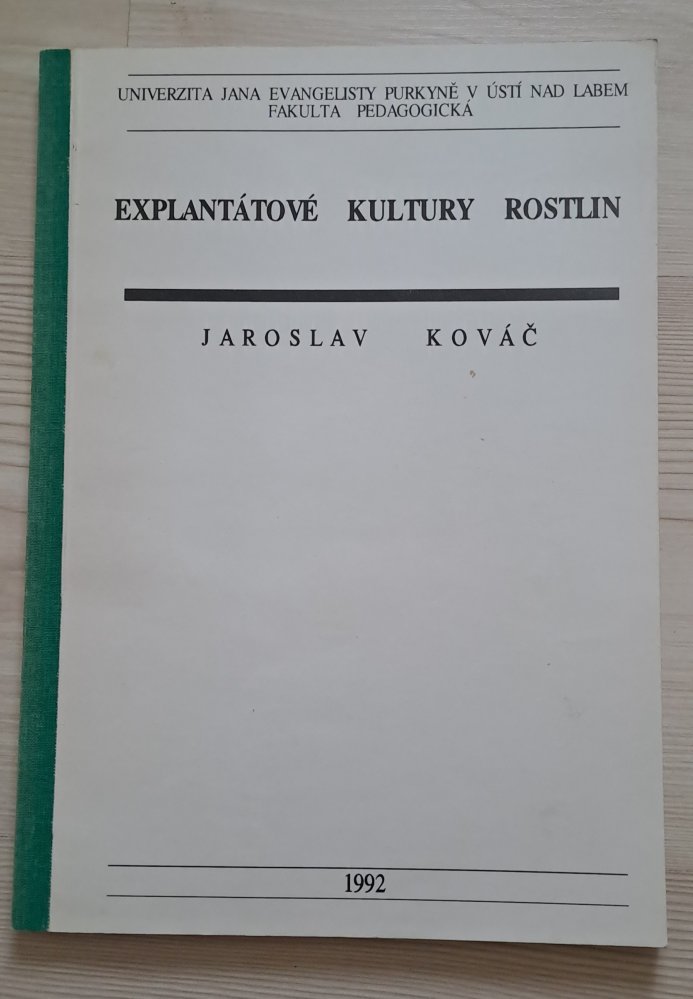 UNIVERZITA JANA EVANGELISTY PURKYNĚ V ÚSTÍ NAD LABEM
FAKULTA PEDAGOGICKÁ
EXPLANTÁTOVÉ KULTURY ROSTLIN
JAROSLAV KOVÁČ
1992